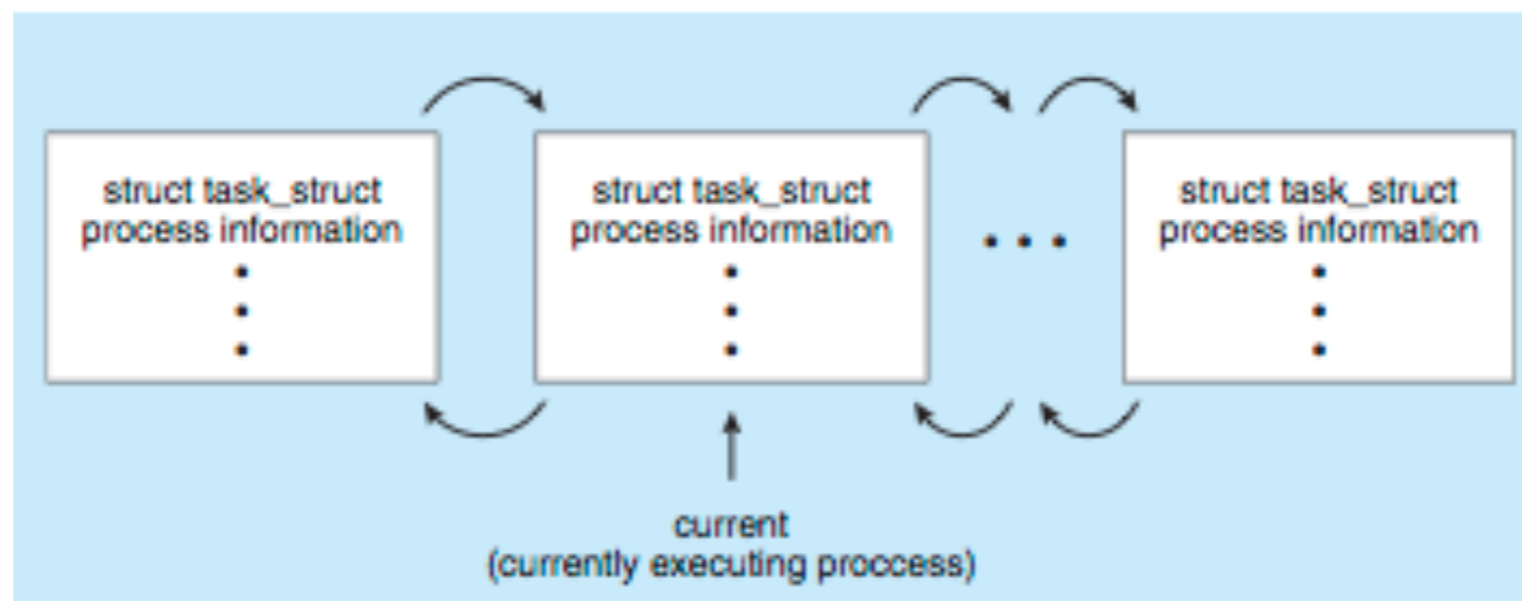 struct task_struct
process information
struct task_struct
process information
. . .
struct task_struct
process information
current
(currently executing proccess)